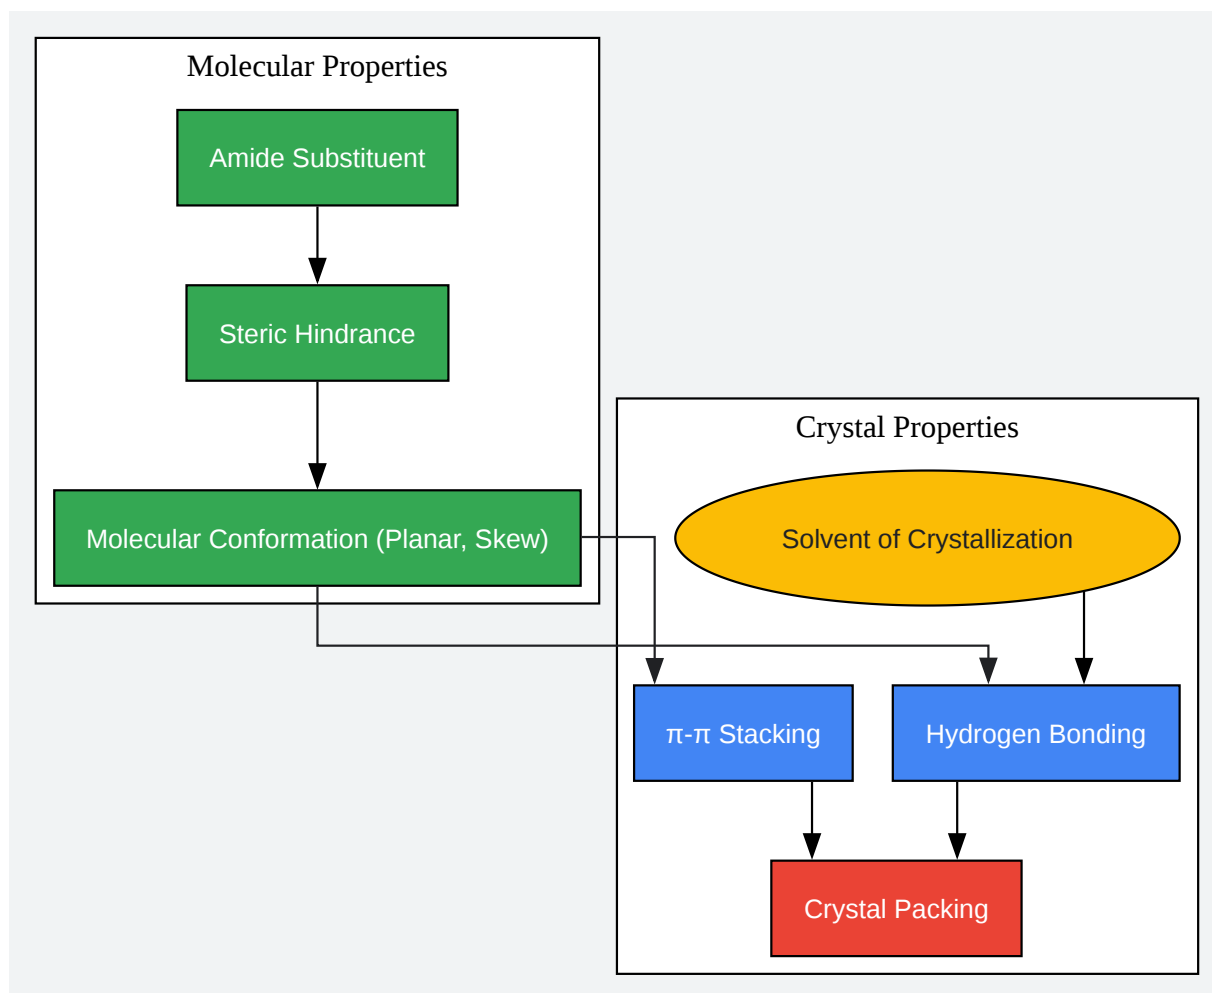 Molecular Properties
Amide Substituent
Steric Hindrance
Molecular Conformation (Planar, Skew)
Crystal Properties
Solvent of Crystallization
π-π Stacking
Hydrogen Bonding
Crystal Packing